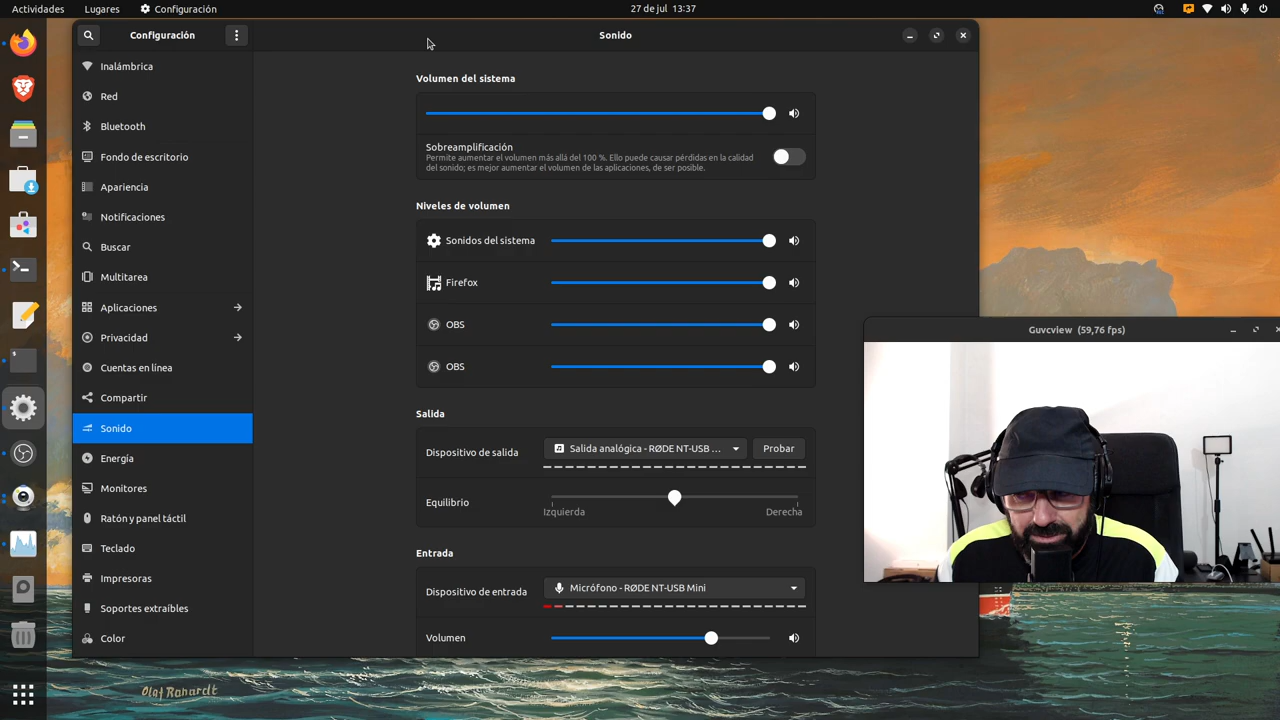 Actividades
Lugares
Configuración
27 de jul 13:37
Configuración
Sonido
Inalámbrica
Red
Bluetooth
Fondo de escritorio
Apariencia
Notificaciones
Buscar
Multitarea
Aplicaciones
Privacidad
Cuentas en línea
Compartir
Sonido
Energía
Monitores
Ratón y panel táctil
Teclado
Impresoras
Soportes extraíbles
Color
Volumen del sistema
Sobreamplificación
Permite aumentar el volumen más allá del 100 %. Ello puede causar pérdidas en la calidad
del sonido; es mejor aumentar el volumen de las aplicaciones, de ser posible.
Niveles de volumen
Sonidos del sistema
Firefox
OBS
OBS
Salida
Dispositivo de salida
Salida analógica - RØDE NT-USB ...
Probar
Equilibrio
Izquierda
Derecha
Entrada
Dispositivo de entrada
Micrófono - RØDE NT-USB Mini
Volumen
Guvcview (59,76 fps)
Olaf Rahardt